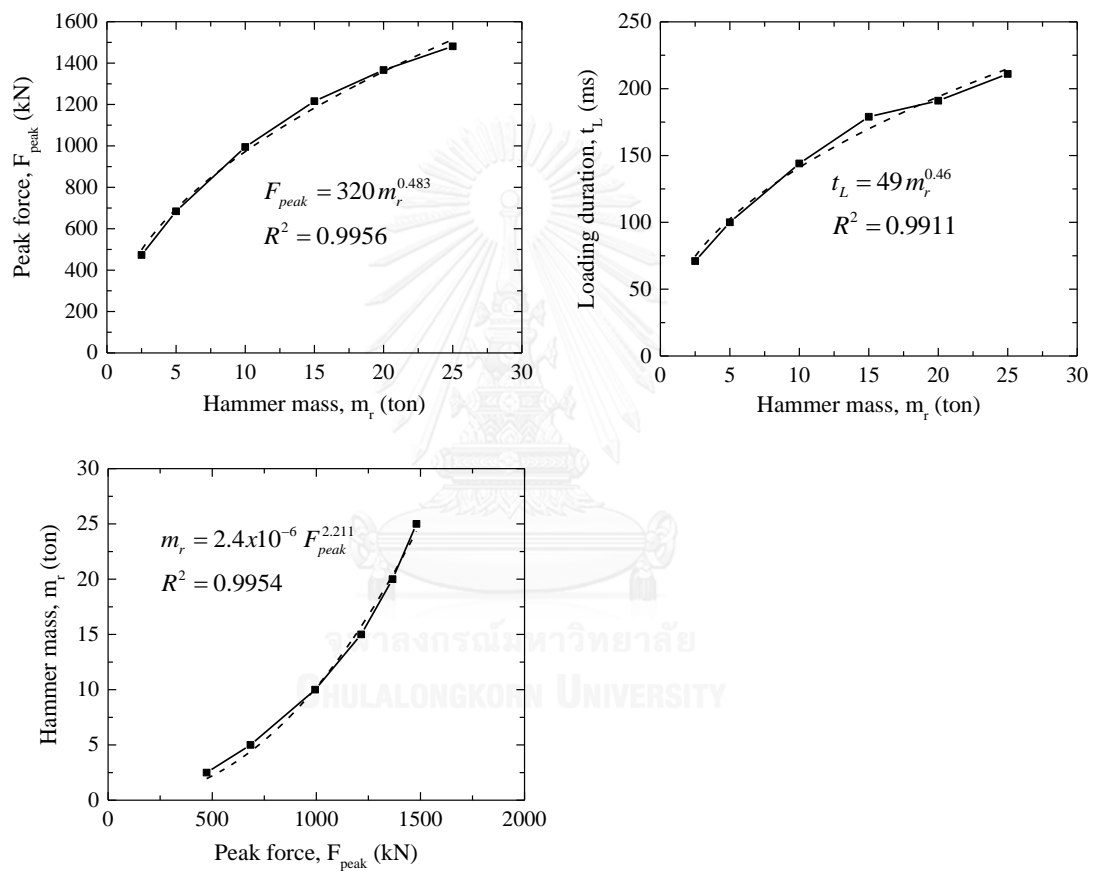 1600
1400
1200
1000
800
600
400
200
0
Peak force, F_peak (kN)
F_peak = 320 m_r^0.483
R² = 0.9956
0 5 10 15 20 25 30
Hammer mass, m_r (ton)
250
200
150
100
50
0
Loading duration, t_L (ms)
t_L = 49 m_r^0.46
R² = 0.9911
0 5 10 15 20 25 30
Hammer mass, m_r (ton)
30
25
20
15
10
5
0
Hammer mass, m_r (ton)
m_r = 2.4x10⁻⁶ F_peak^2.211
R² = 0.9954
0 500 1000 1500 2000
Peak force, F_peak (kN)
จุฬาลงกรณ์มหาวิทยาลัย
CHULALONGKORN UNIVERSITY